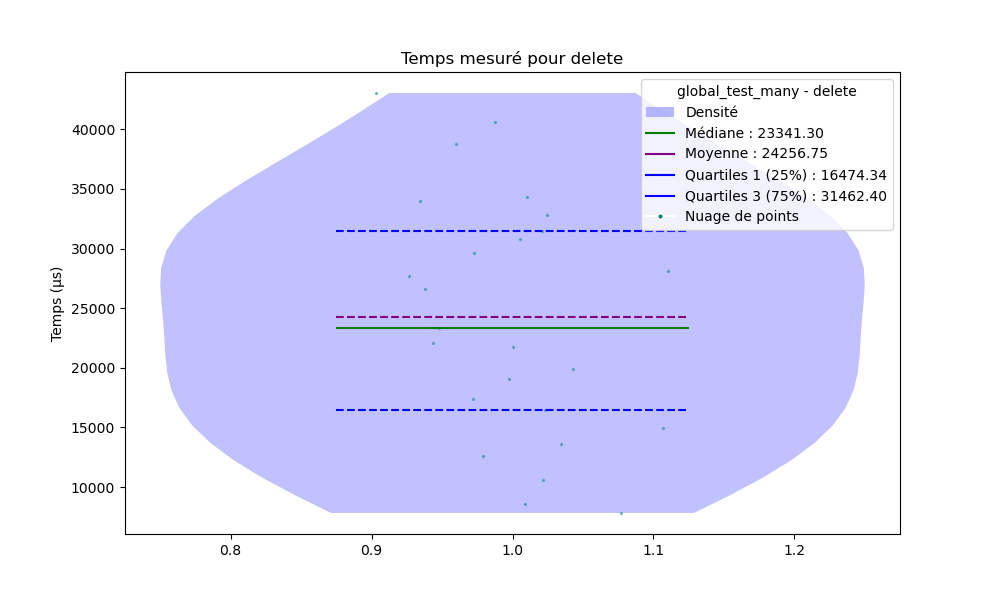 Temps mesuré pour delete
global_test_many - delete
Densité
Médiane : 23341.30
Moyenne : 24256.75
Quartiles 1 (25%) : 16474.34
Quartiles 3 (75%) : 31462.40
Nuage de points
Temps (µs)
40000
35000
30000
25000
20000
15000
10000
0.8
0.9
1.0
1.1
1.2